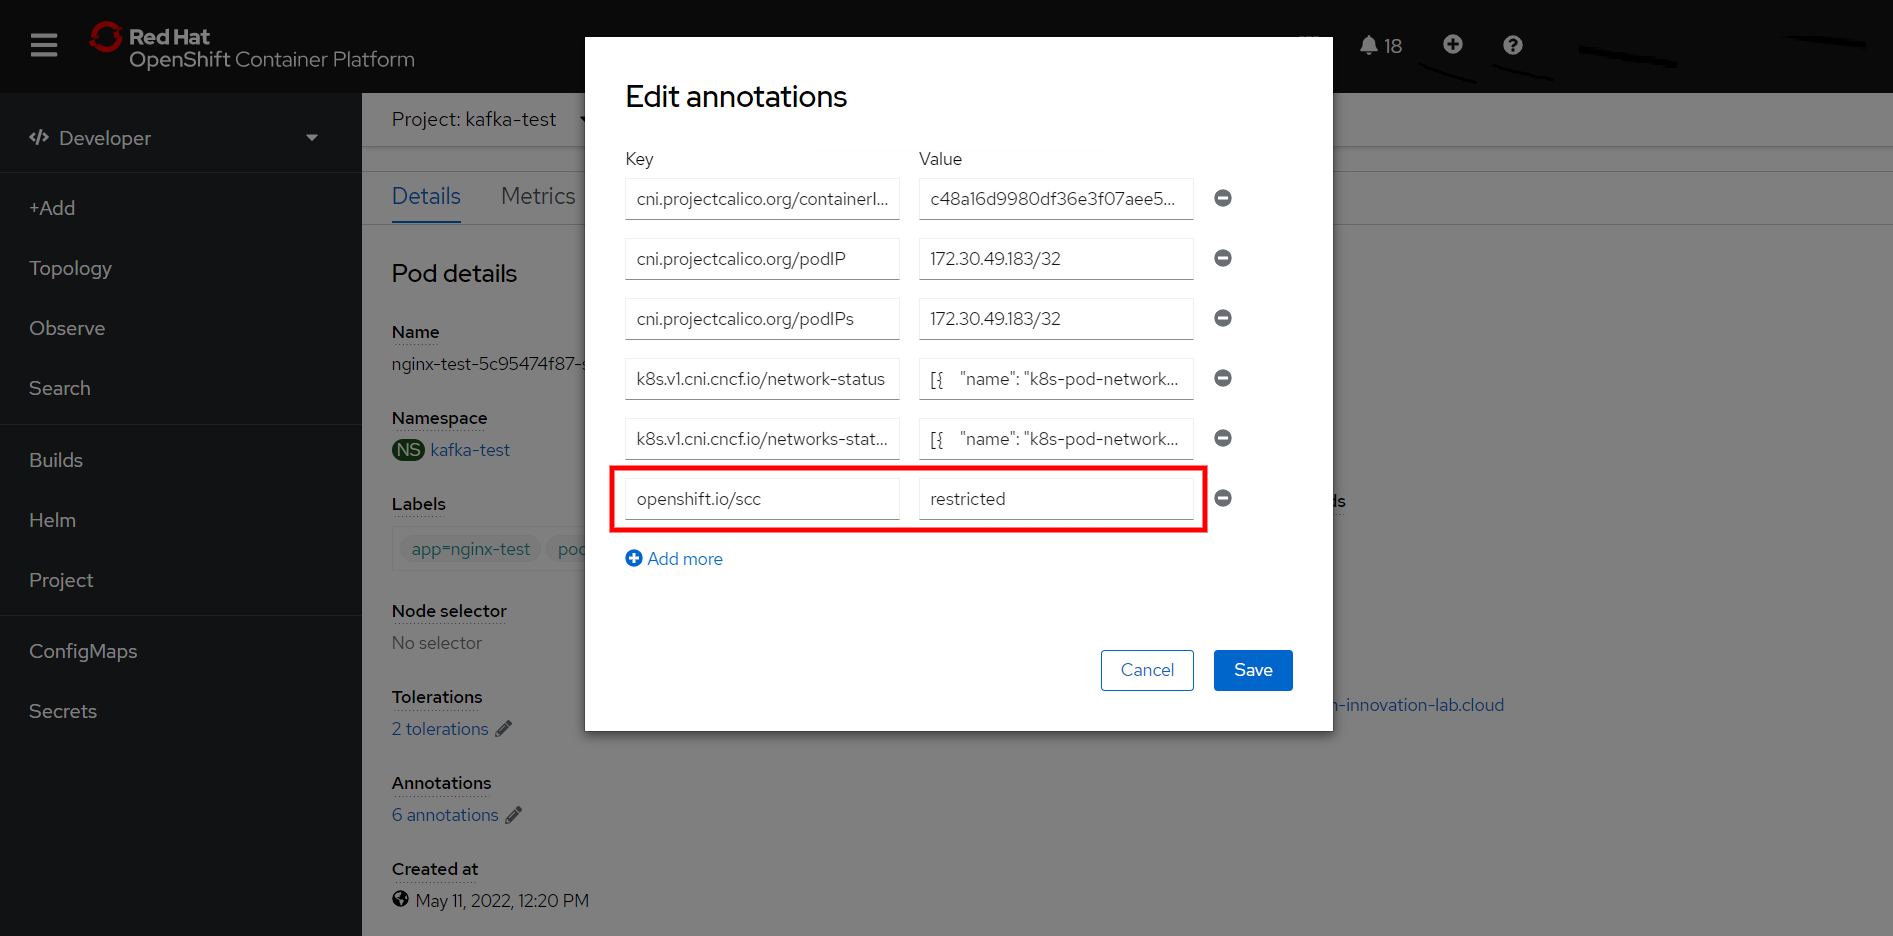 Red Hat
OpenShift Container Platform
18
Developer
+Add
Topology
Observe
Search
Builds
Helm
Project
ConfigMaps
Secrets
Project: kafka-test
Details Metrics
Pod details
Name
nginx-test-5c95474f87-
Namespace
NS kafka-test
Labels
app=nginx-test
Node selector
No selector
Tolerations
2 tolerations
Annotations
6 annotations
Created at
May 11, 2022, 12:20 PM
Edit annotations
Key Value
cni.projectcalico.org/containerI... c48a16d9980df36e3f07aee5...
cni.projectcalico.org/podIP 172.30.49.183/32
cni.projectcalico.org/podIPs 172.30.49.183/32
k8s.v1.cni.cncf.io/network-status [{ "name": "k8s-pod-network...
k8s.v1.cni.cncf.io/networks-stat... [{ "name": "k8s-pod-network...
openshift.io/scc restricted
Add more
Cancel Save
-innovation-lab.cloud